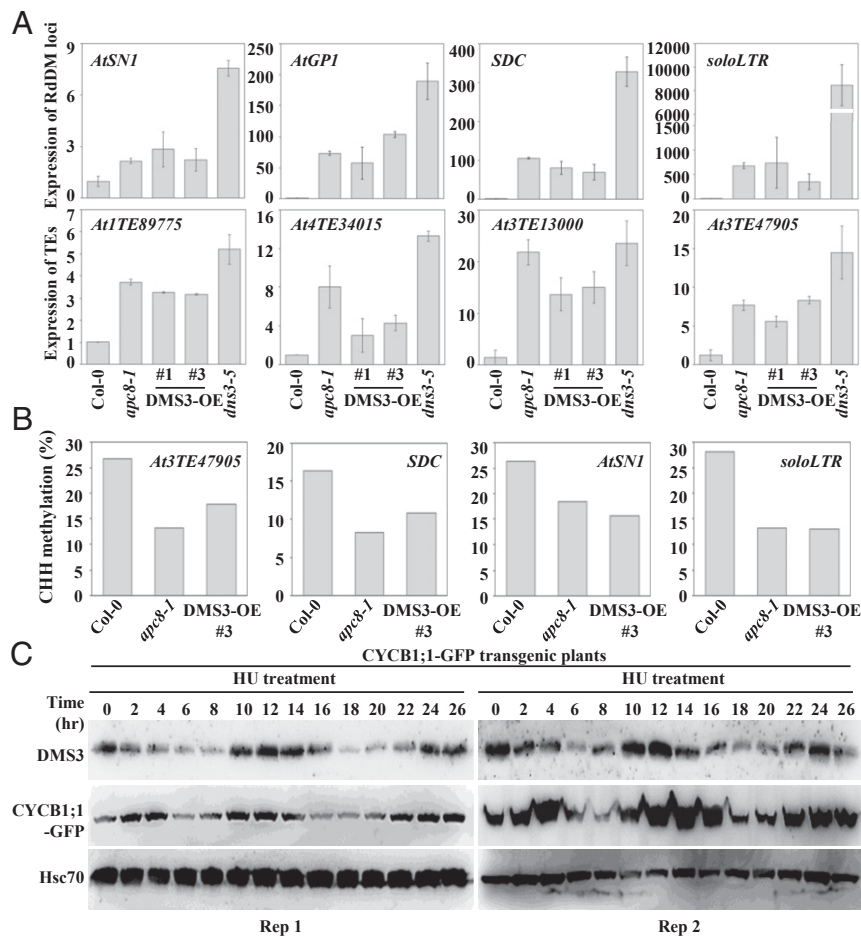 A
Expression of RdDM loci
9
6
3
0
AtSN1
250
200
150
100
50
0
AtGP1
400
300
200
100
0
SDC
12000
10000
8000
6000
1500
1000
500
0
soloLTR
Expression of TEs
7
6
5
4
3
2
1
0
At1TE89775
16
12
8
4
0
At4TE34015
30
20
10
0
At3TE13000
20
15
10
5
0
At3TE47905
Col-0
apc8-1
#1
#3
DMS3-OE
dns3-5
Col-0
apc8-1
#1
#3
DMS3-OE
dns3-5
Col-0
apc8-1
#1
#3
DMS3-OE
dns3-5
Col-0
apc8-1
#1
#3
DMS3-OE
dns3-5
B
CHH methylation (%)
30
25
20
15
10
5
0
At3TE47905
20
15
10
5
0
SDC
30
25
20
15
10
5
0
AtSN1
30
25
20
15
10
5
0
soloLTR
Col-0
apc8-1
DMS3-OE
#3
Col-0
apc8-1
DMS3-OE
#3
Col-0
apc8-1
DMS3-OE
#3
Col-0
apc8-1
DMS3-OE
#3
C
CYCB1;1-GFP transgenic plants
HU treatment
HU treatment
Time
(hr)
0 2 4 6 8 10 12 14 16 18 20 22 24 26
0 2 4 6 8 10 12 14 16 18 20 22 24 26
DMS3
CYCB1;1
-GFP
Hsc70
Rep 1
Rep 2